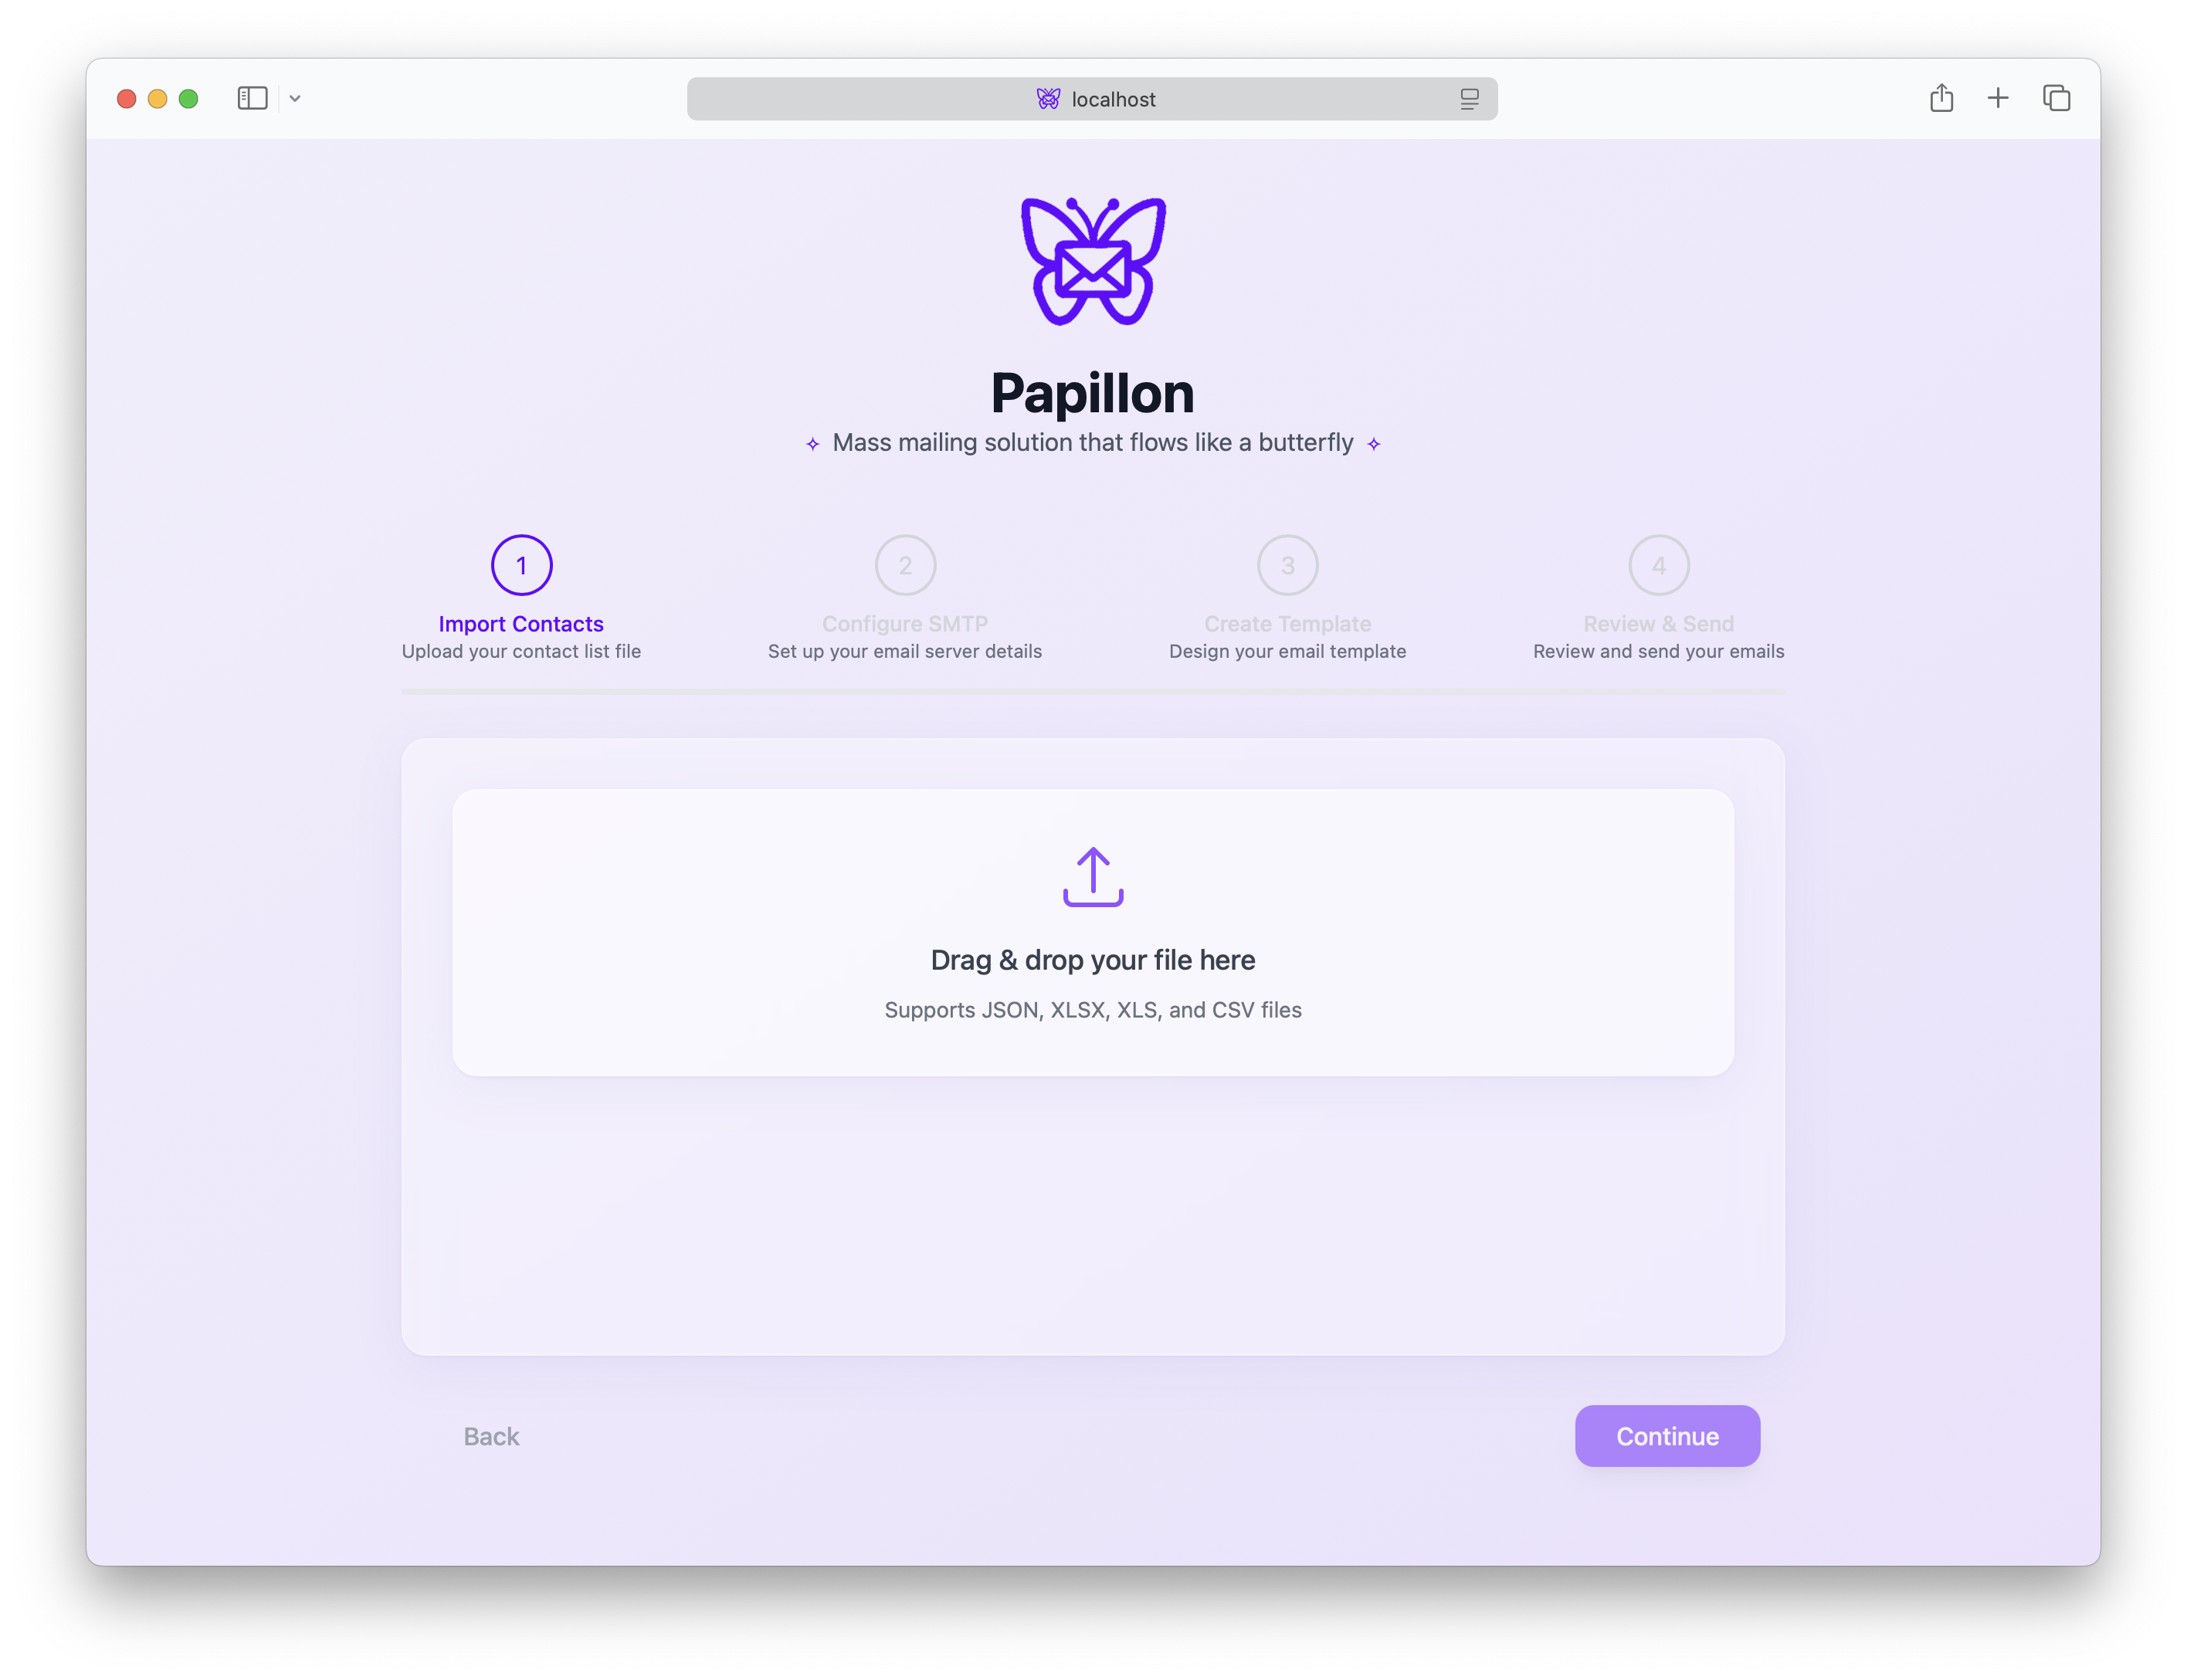 localhost
Papillon
✧ Mass mailing solution that flows like a butterfly ✧
1
2
3
4
Import Contacts
Configure SMTP
Create Template
Review & Send
Upload your contact list file
Set up your email server details
Design your email template
Review and send your emails
Drag & drop your file here
Supports JSON, XLSX, XLS, and CSV files
Back
Continue